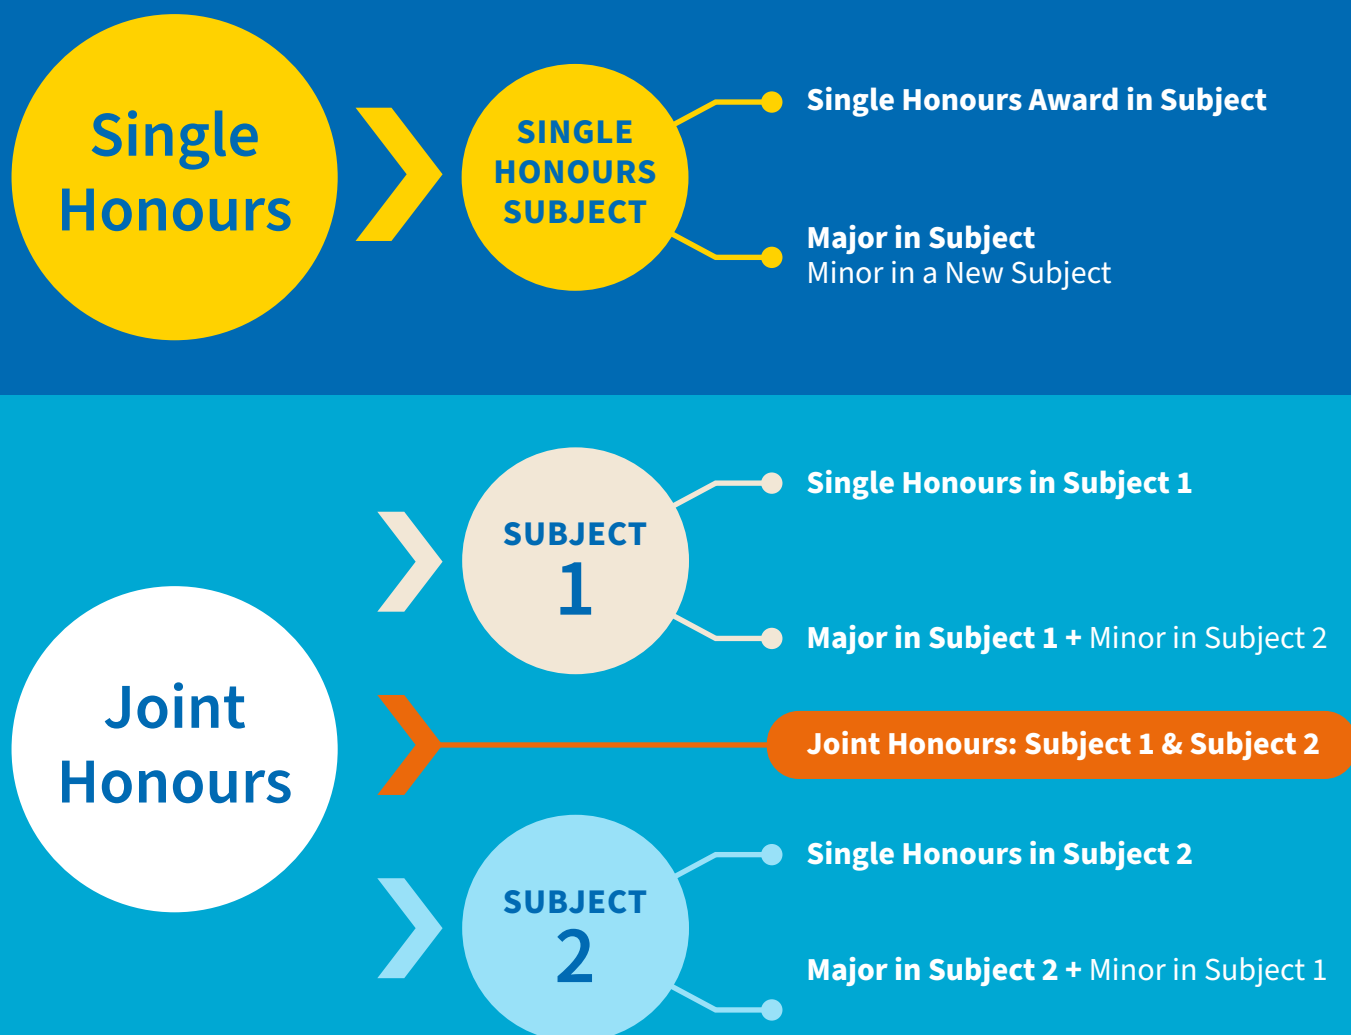 Single
Honours
SINGLE
HONOURS
SUBJECT
Single Honours Award in Subject
Major in Subject
Minor in a New Subject
Joint
Honours
SUBJECT
1
Single Honours in Subject 1
Major in Subject 1 + Minor in Subject 2
Joint Honours: Subject 1 & Subject 2
SUBJECT
2
Single Honours in Subject 2
Major in Subject 2 + Minor in Subject 1